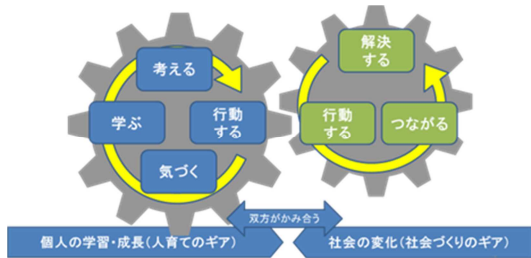 考える
学ぶ
行動
する
気づく
解決
する
行動
する
つながる
双方がかみ合う
個人の学習・成長(人育てのギア)
社会の変化(社会づくりのギア)